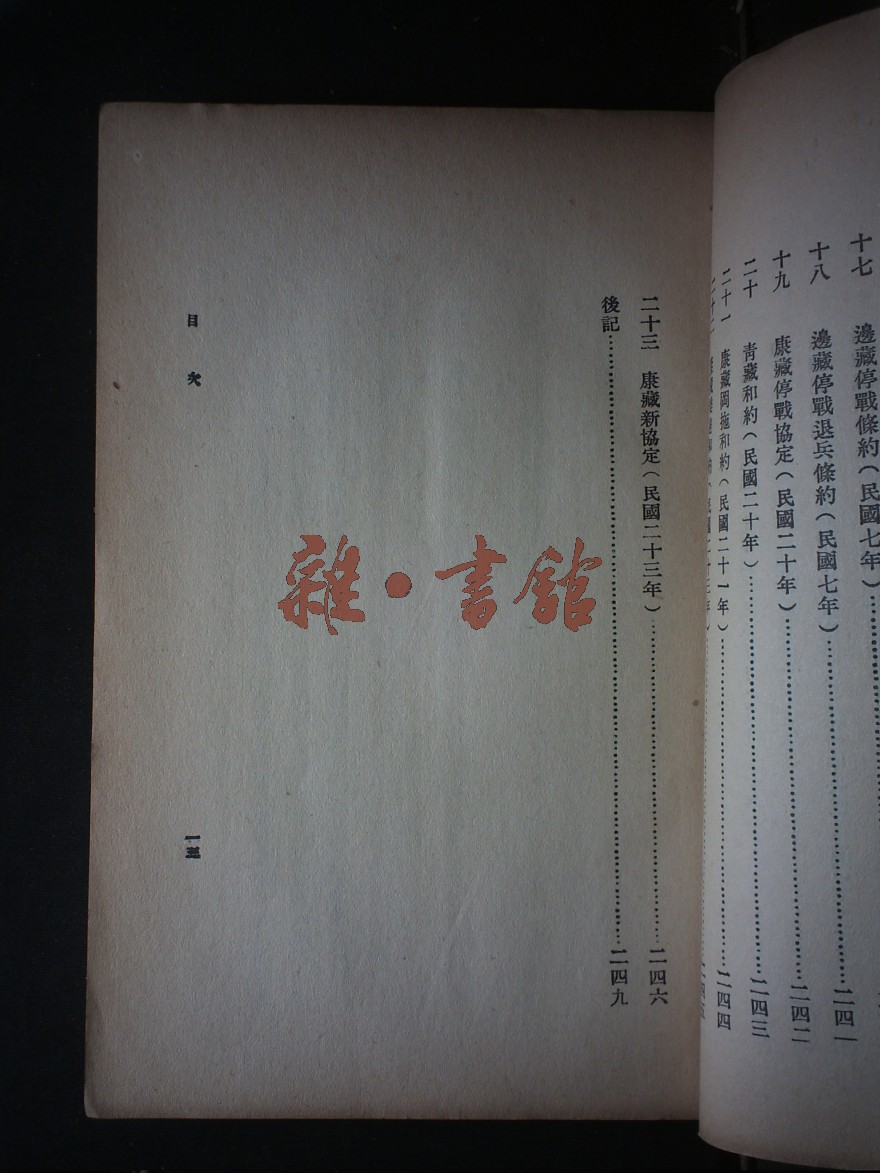 十七 邊藏停戰條約（民國七年）
十八 邊藏停戰退兵條約（民國七年）……二四一
十九 康藏停戰協定（民國二十年）……二四二
二十 青藏和約（民國二十年）……二四三
二十一 康藏岡拖和約（民國二十一年）……二四四
二十三 康藏新協定（民國二十三年）……二四六
後記……二四九
目次
一三
雜·書館